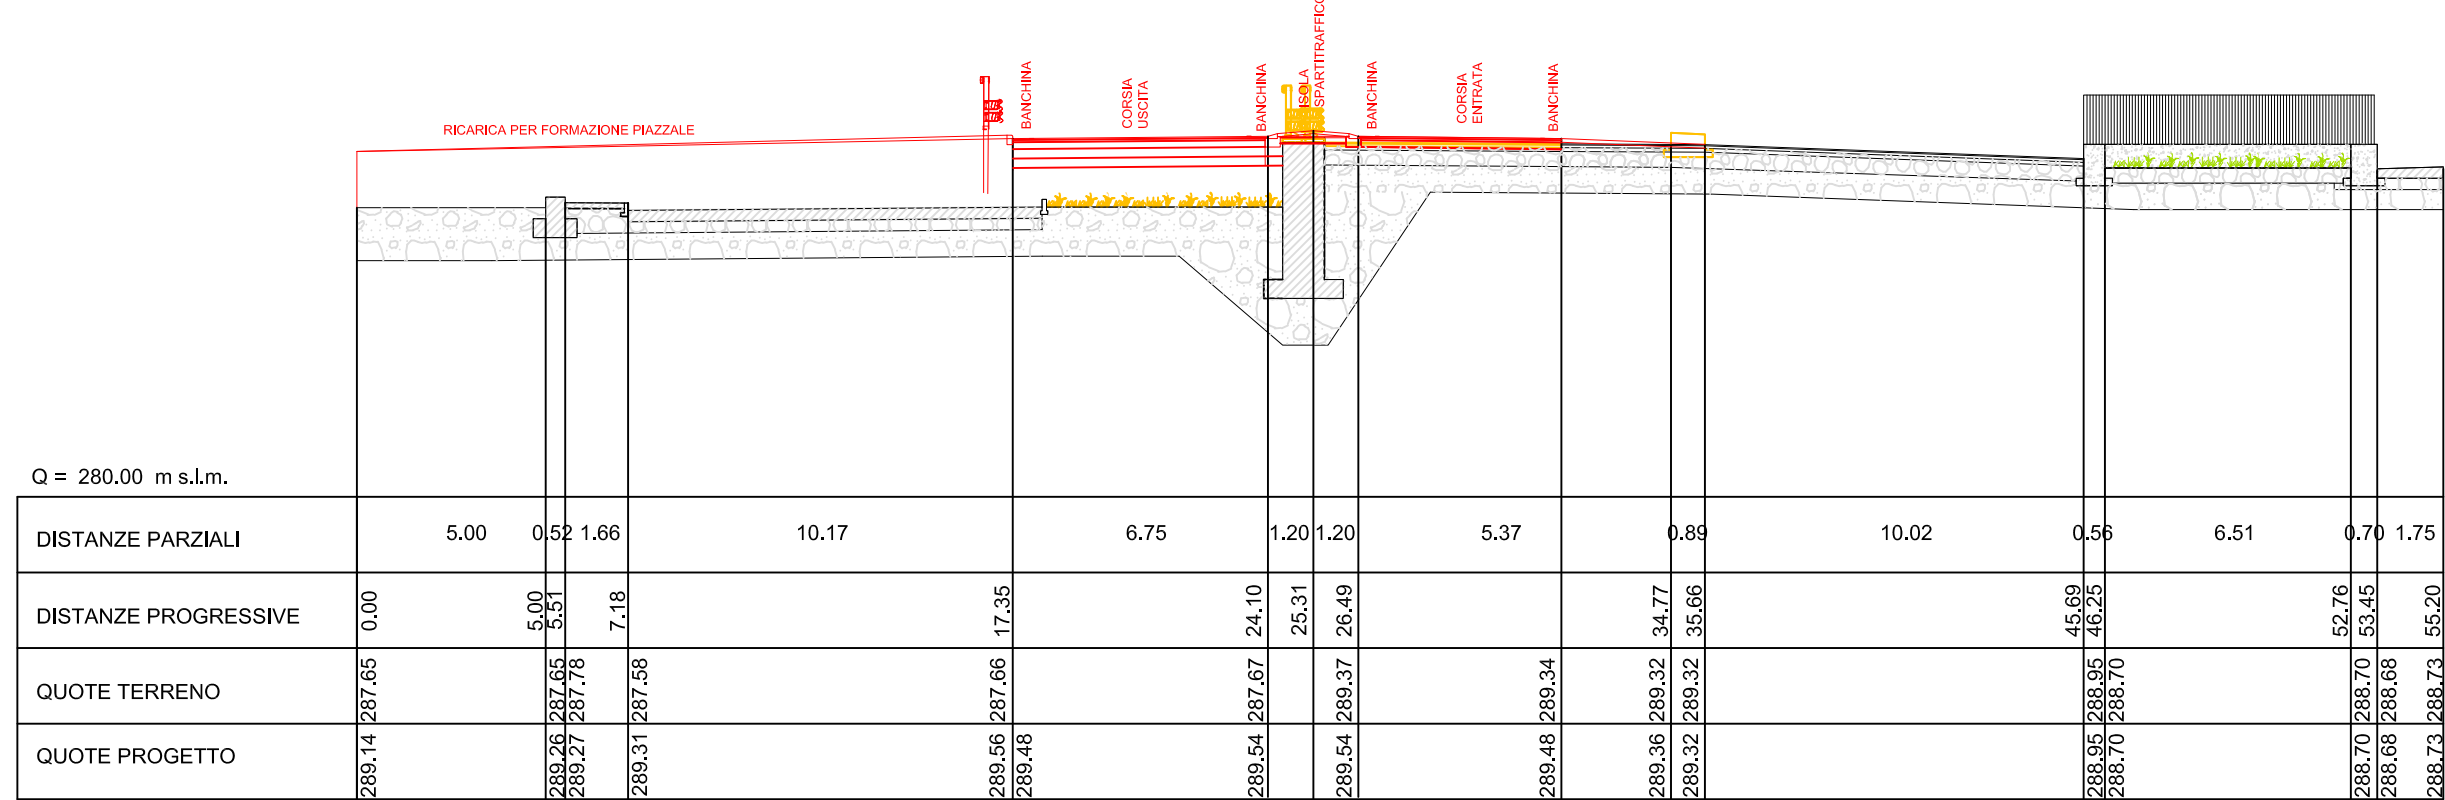 RICARICA PER FORMAZIONE PIAZZALE
BANCHINA
CORSIA
USCITA
BANCHINA
ISOLA
SPARTITRAFFICO
BANCHINA
CORSIA
ENTRATA
BANCHINA
Q = 280.00 m s.l.m.
DISTANZE PARZIALI 5.00 0.52 1.66 10.17 6.75 1.20 1.20 5.37 0.89 10.02 0.56 6.51 0.70 1.75
DISTANZE PROGRESSIVE 0.00 5.00 5.51 7.18 17.35 24.10 25.31 26.49 34.77 35.66 45.69 46.25 52.76 53.45 55.20
QUOTE TERRENO 287.65 287.65 287.78 287.58 287.66 287.67 289.37 289.34 289.32 289.32 288.95 288.70 288.70 288.68 288.73
QUOTE PROGETTO 289.14 289.26 289.27 289.31 289.56 289.48 289.54 289.54 289.48 289.36 289.32 288.95 288.70 288.70 288.68 288.73